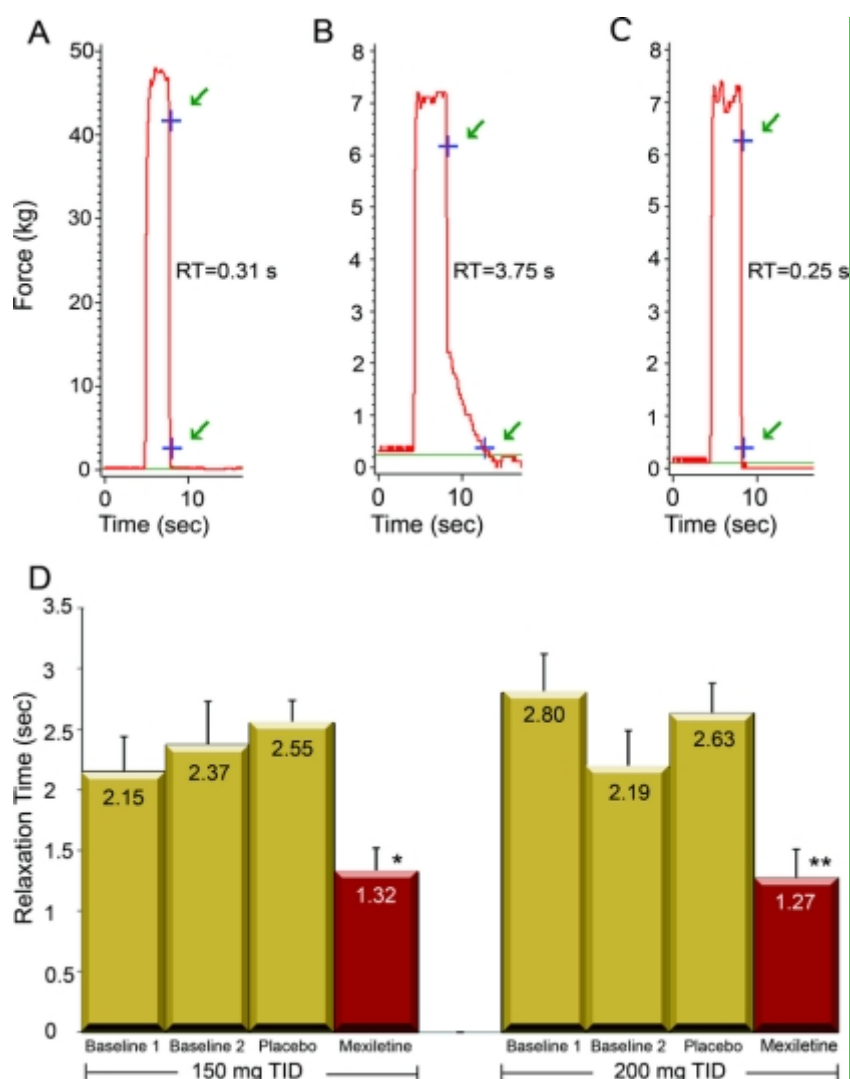 A
B
C
50
40
30
20
10
0
Force (kg)
RT=0.31 s
0 10
Time (sec)
8
7
6
5
4
3
2
1
0
RT=3.75 s
0 10
Time (sec)
8
7
6
5
4
3
2
1
0
RT=0.25 s
0 10
Time (sec)
D
3.5
3
2.5
2
1.5
1
0.5
0
Relaxation Time (sec)
2.15
2.37
2.55
1.32
*
2.80
2.19
2.63
1.27
**
Baseline 1 Baseline 2 Placebo Mexiletine
Baseline 1 Baseline 2 Placebo Mexiletine
150 mg TID
200 mg TID